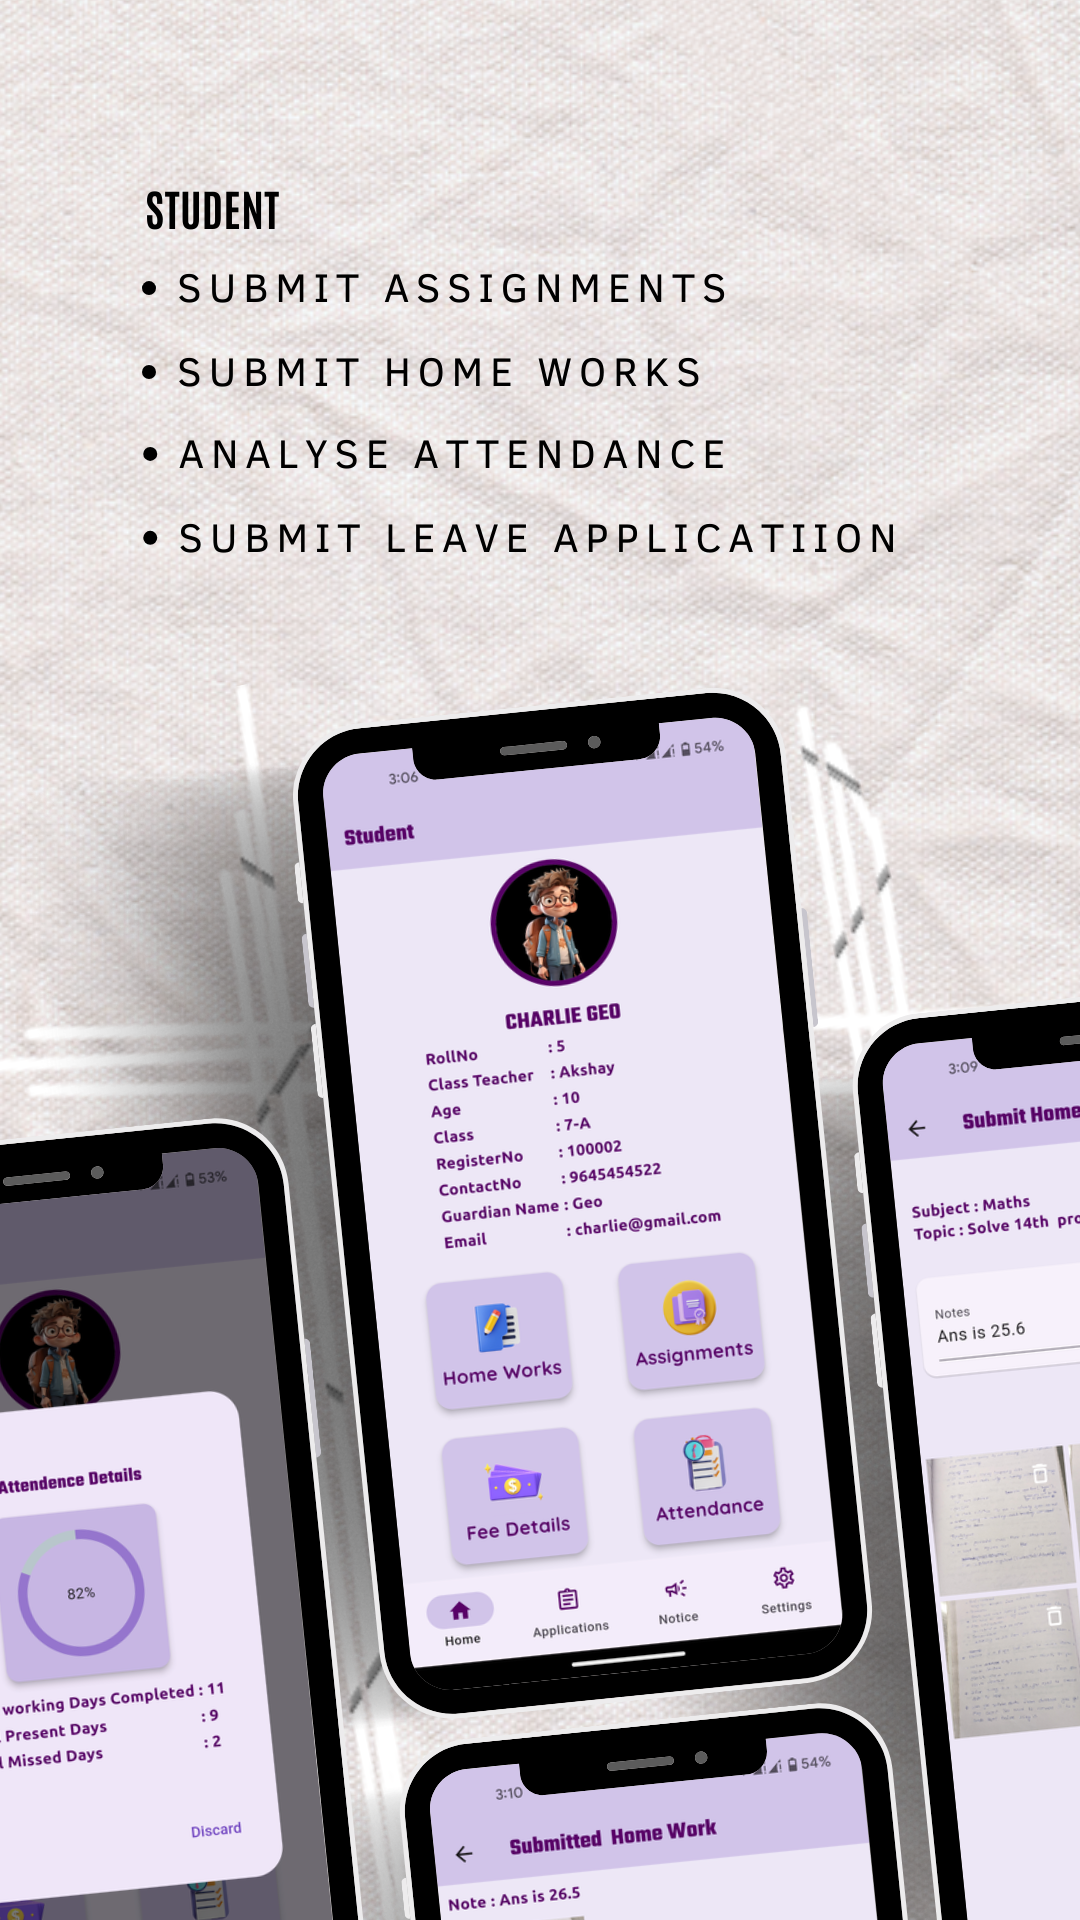 STUDENT
• SUBMIT ASSIGNMENTS
• SUBMIT HOME WORKS
• ANALYSE ATTENDANCE
• SUBMIT LEAVE APPLICATIION
3:06
54%
Student
CHARLIE GEO
RollNo : 5
Class Teacher : Akshay
Age : 10
Class : 7-A
RegisterNo : 100002
ContactNo : 9645454522
Guardian Name : Geo
Email : charlie@gmail.com
Home Works
Assignments
Fee Details
Attendance
Home
Applications
Notice
Settings
53%
Attendence Details
82%
working Days Completed : 11
Present Days : 9
Missed Days : 2
Discard
3:09
Submit Home
Subject : Maths
Topic : Solve 14th
Notes
Ans is 25.6
3:10
54%
Submitted Home Work
Note : Ans is 26.5